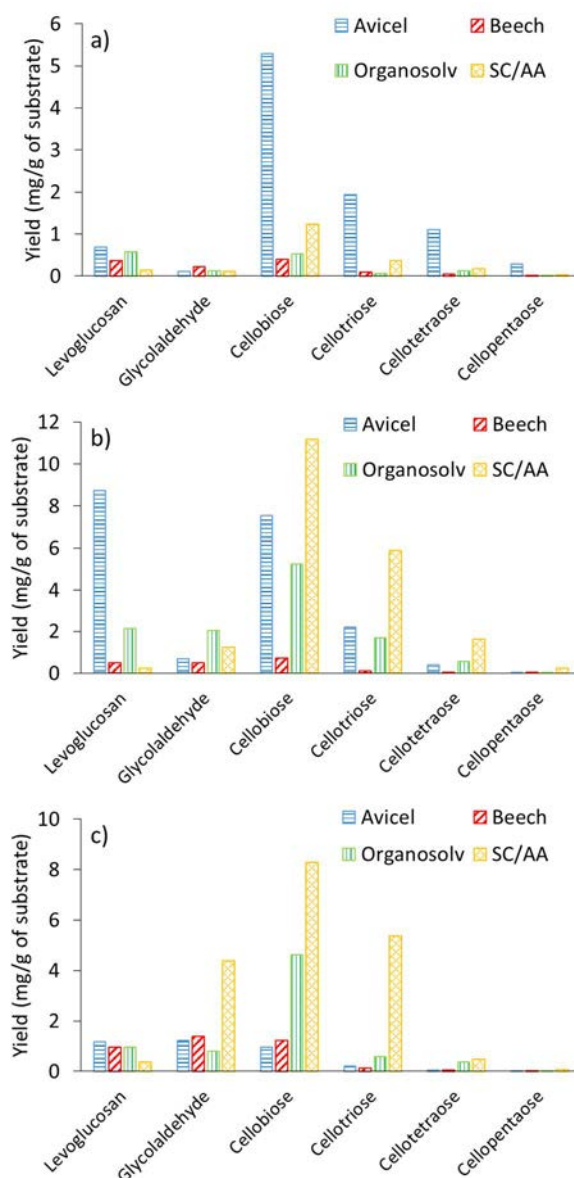 a)
Avicel Beech
Organosolv SC/AA
Yield (mg/g of substrate)
6
5
4
3
2
1
0
Levoglucosan
Glycolaldehyde
Cellobiose
Cellotriose
Cellotetraose
Cellopentaose
b)
Avicel Beech
Organosolv SC/AA
Yield (mg/g of substrate)
12
10
8
6
4
2
0
Levoglucosan
Glycolaldehyde
Cellobiose
Cellotriose
Cellotetraose
Cellopentaose
c)
Avicel Beech
Organosolv SC/AA
Yield (mg/g of substrate)
10
8
6
4
2
0
Levoglucosan
Glycolaldehyde
Cellobiose
Cellotriose
Cellotetraose
Cellopentaose